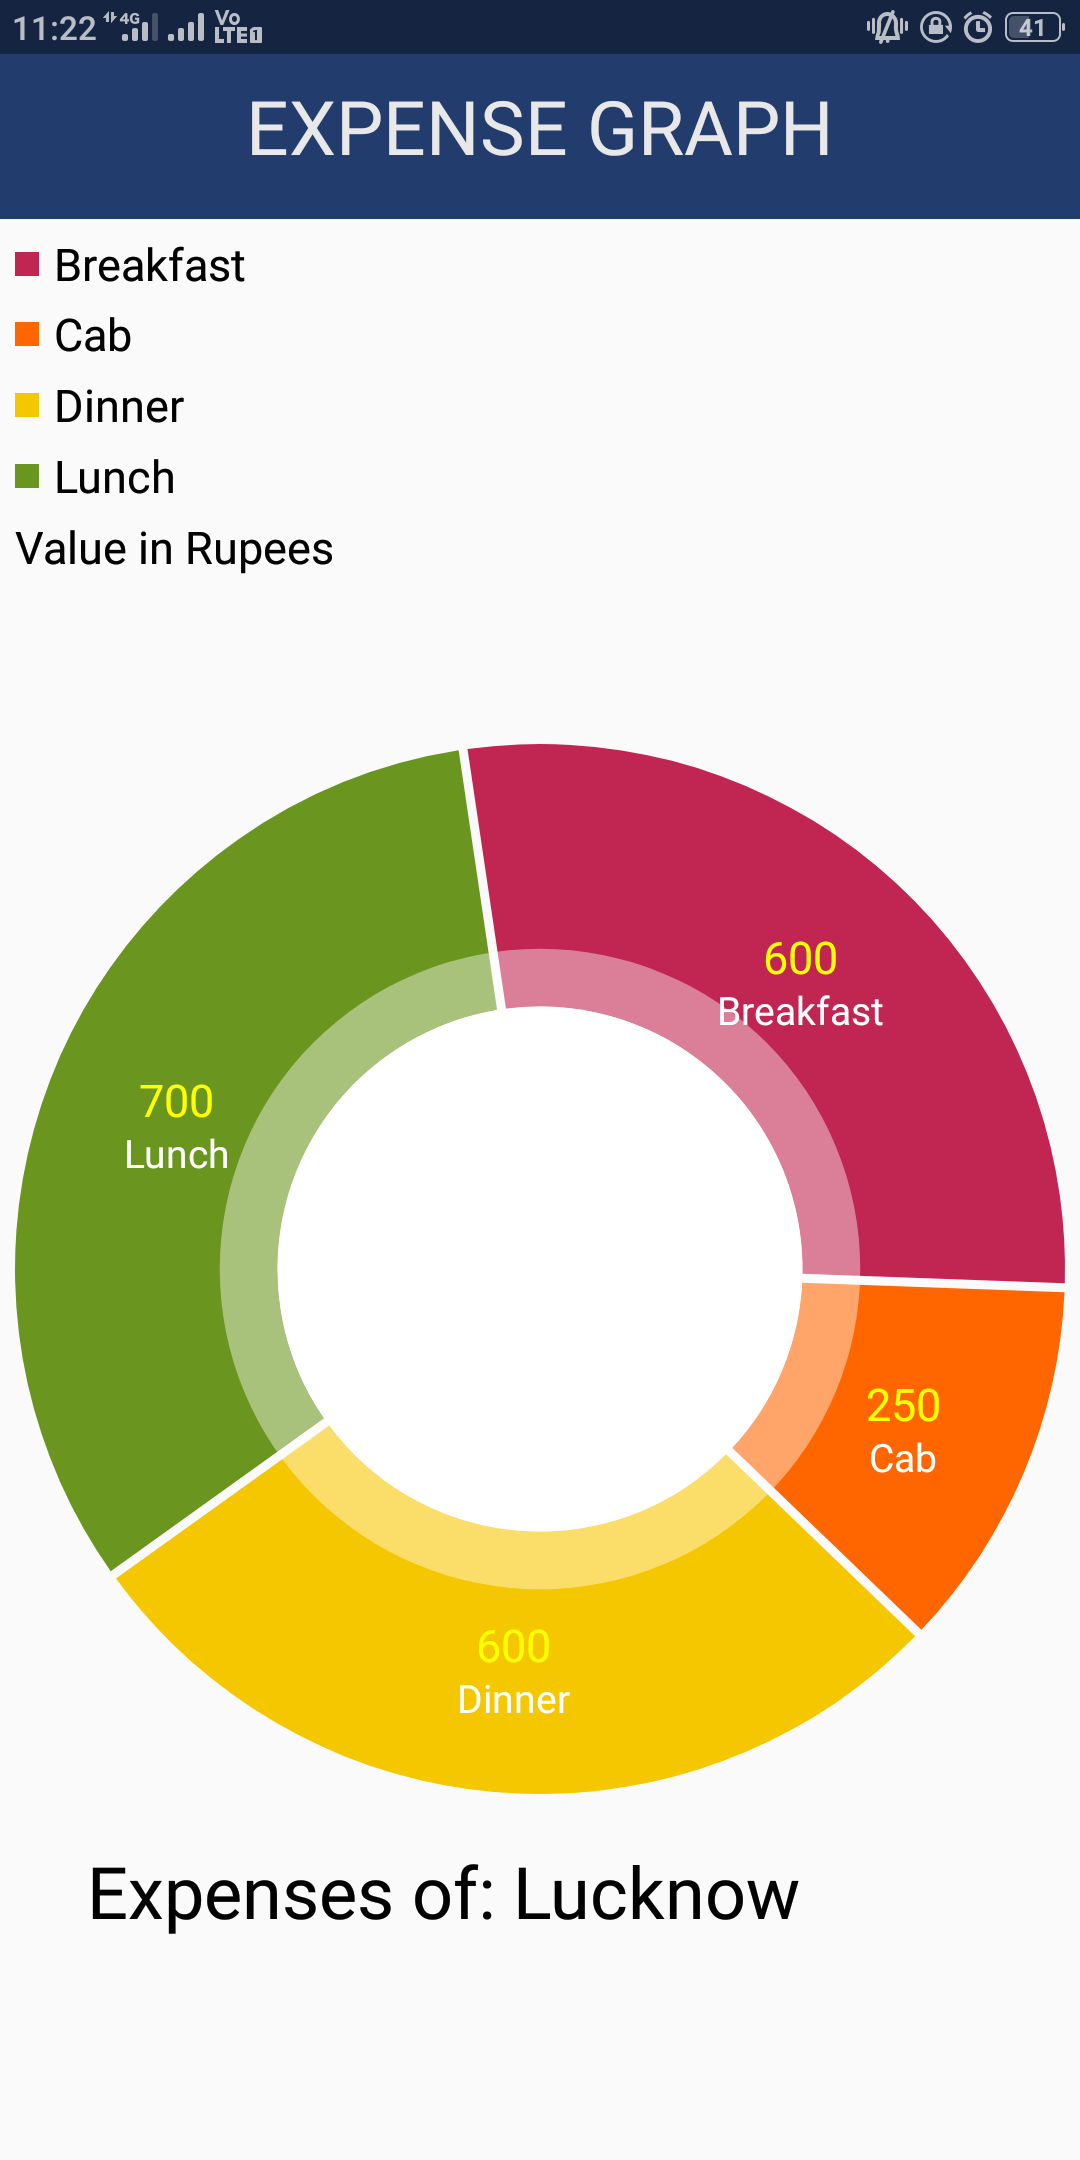 11:22 4G Vo LTE1 41
EXPENSE GRAPH
Breakfast
Cab
Dinner
Lunch
Value in Rupees
600
Breakfast
700
Lunch
250
Cab
600
Dinner
Expenses of: Lucknow